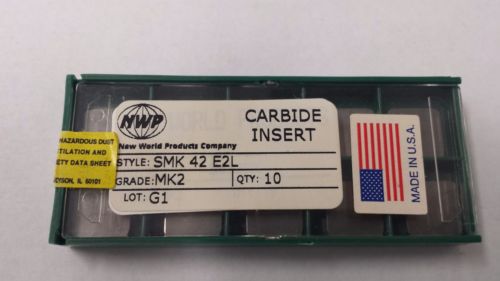 NWP
New World Products Company
CARBIDE
INSERT
STYLE: SMK 42 E2L
GRADE: MK2
QTY: 10
LOT: G1
HAZARDOUS DUST
TILATION AND
ETY DATA SHEET
DYSON, IL 60101
MADE IN U.S.A.